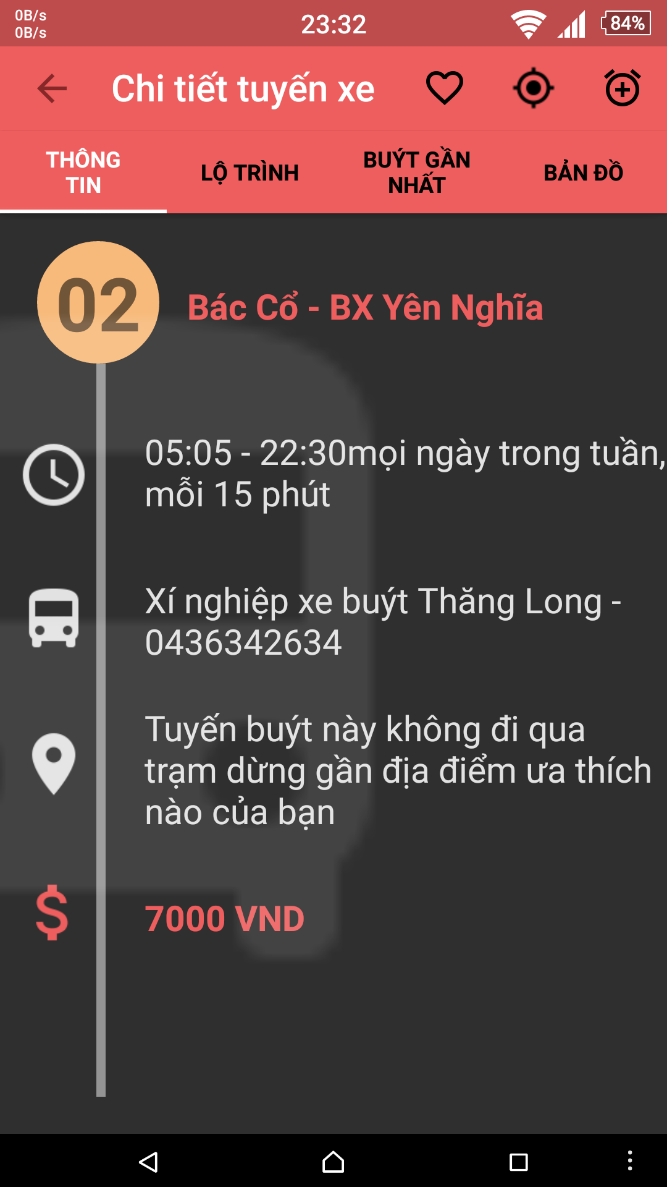 0B/s
0B/s
23:32
84%
Chi tiết tuyến xe
THÔNG
TIN
LỘ TRÌNH
BUÝT GẦN
NHẤT
BẢN ĐỒ
02
Bác Cổ - BX Yên Nghĩa
05:05 - 22:30mọi ngày trong tuần,
mỗi 15 phút
Xí nghiệp xe buýt Thăng Long -
0436342634
Tuyến buýt này không đi qua
trạm dừng gần địa điểm ưa thích
nào của bạn
$
7000 VND